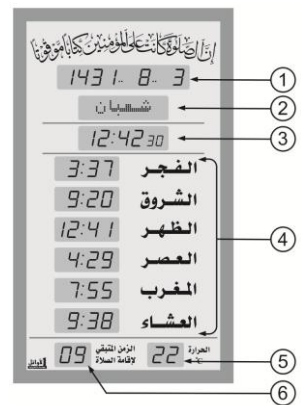 إن الصلوة كانت على المؤمنين كتابا موقوتا
1431.. 8.. 3
شعبان
12:42 30
الفجر 3:37
الشروق 9:20
الظهر 12:41
العصر 4:29
المغرب 7:55
العشاء 9:38
الحرارة °C 22
الزمن المتبقي لإقامة الصلاة 09
1
2
3
4
5
6